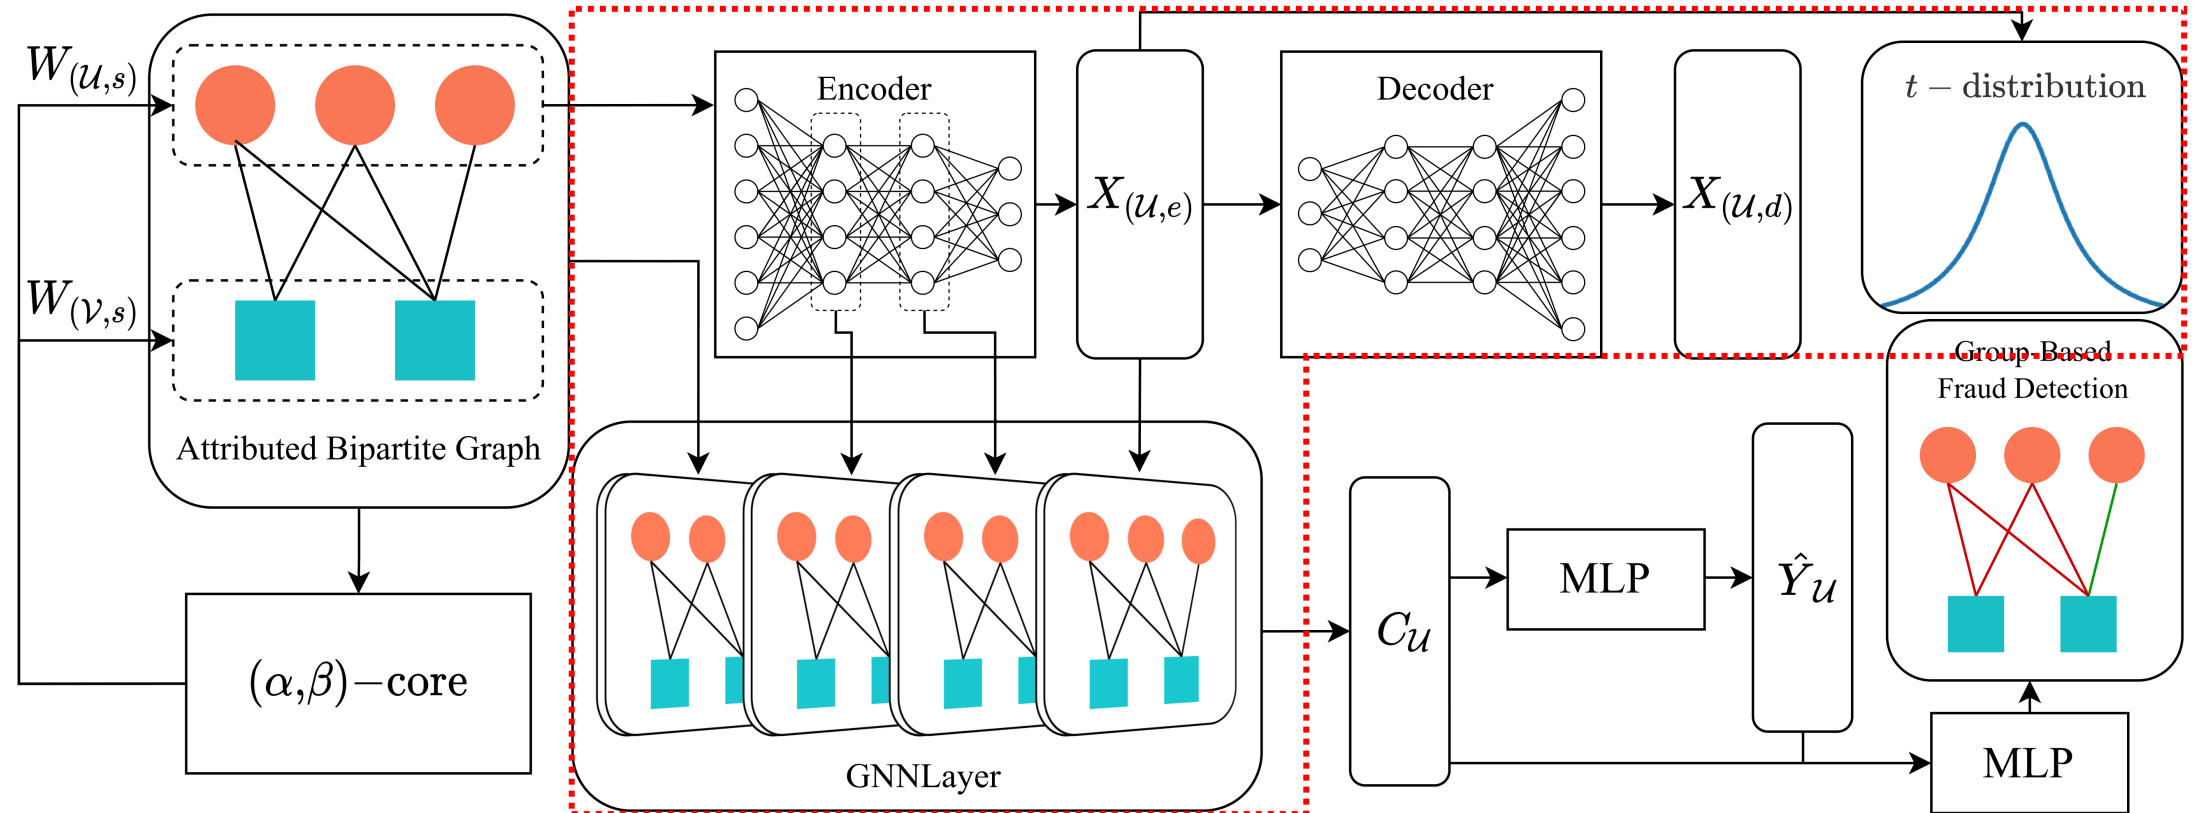 W(𝒰,s)
W(𝒱,s)
Attributed Bipartite Graph
(α,β)−core
Encoder
X(𝒰,e)
Decoder
X(𝒰,d)
t − distribution
GNNLayer
C𝒰
MLP
Ŷ𝒰
Group-Based
Fraud Detection
MLP